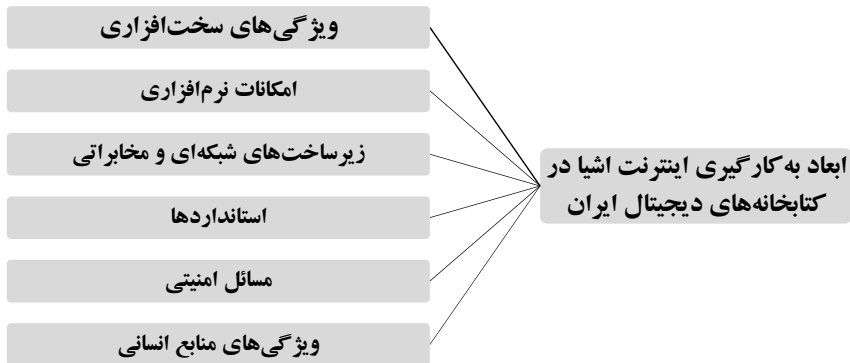 ابعاد به‌کارگیری اینترنت اشیا در
کتابخانه‌های دیجیتال ایران
ویژگی‌های سخت‌افزاری
امکانات نرم‌افزاری
زیرساخت‌های شبکه‌ای و مخابراتی
استانداردها
مسائل امنیتی
ویژگی‌های منابع انسانی